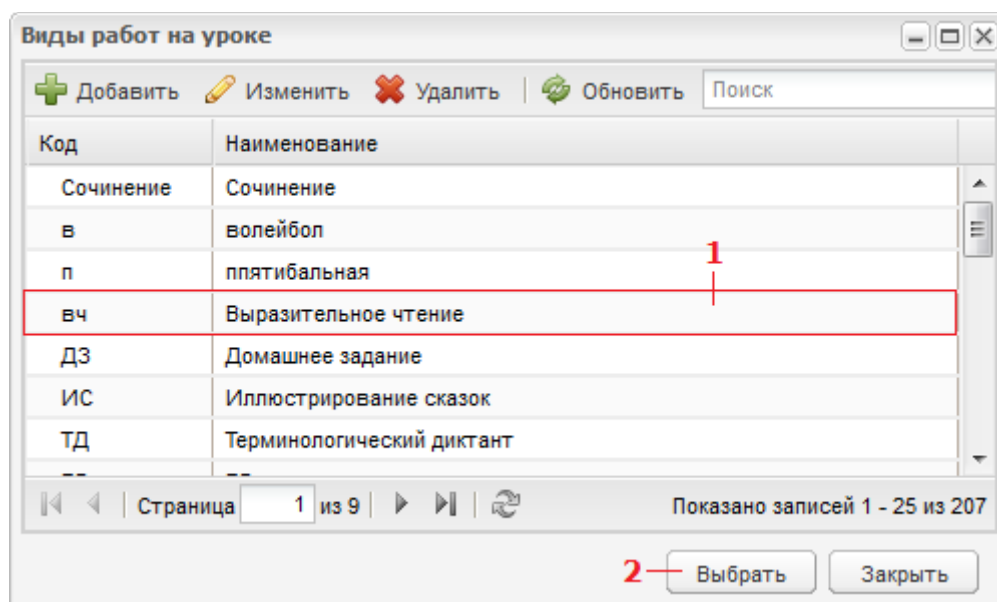 Виды работ на уроке
Добавить Изменить Удалить Обновить Поиск
Код Наименование
Сочинение Сочинение
в волейбол
п ппятибальная
1
вч Выразительное чтение
ДЗ Домашнее задание
ИС Иллюстрирование сказок
ТД Терминологический диктант
Страница 1 из 9 Показано записей 1 - 25 из 207
2 Выбрать Закрыть